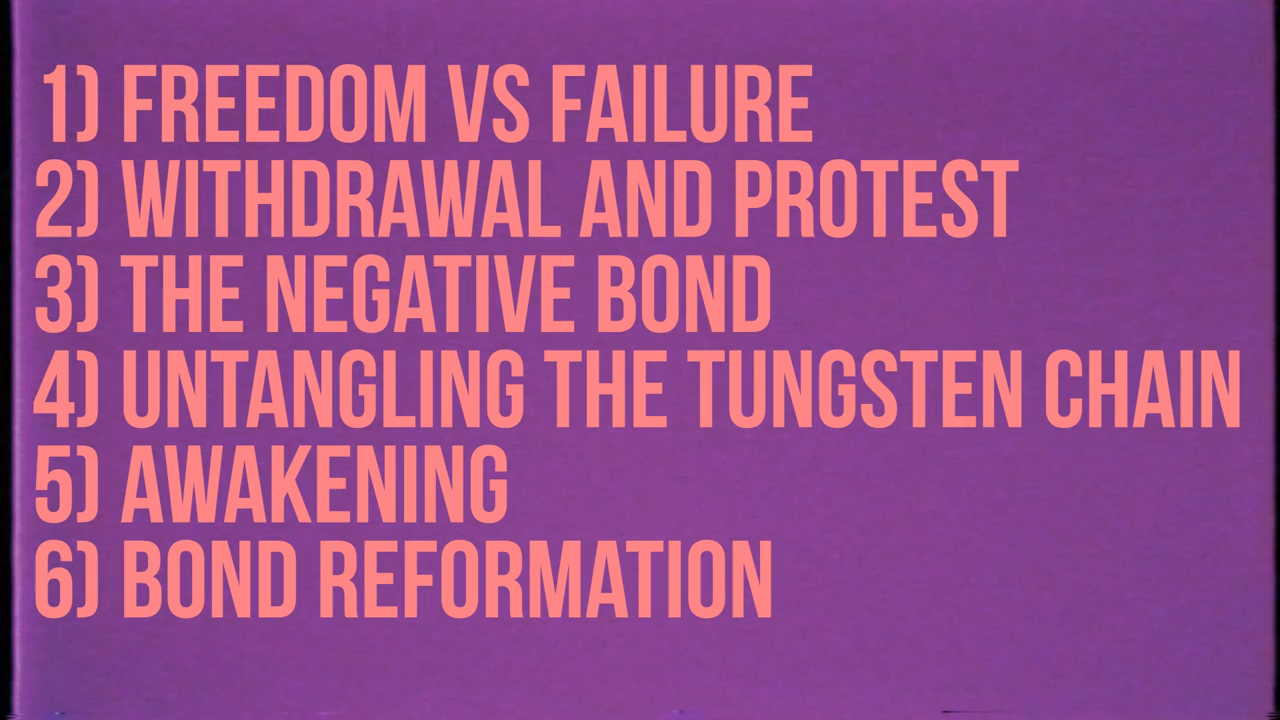 1) FREEDOM VS FAILURE
2) WITHDRAWAL AND PROTEST
3) THE NEGATIVE BOND
4) UNTANGLING THE TUNGSTEN CHAIN
5) AWAKENING
6) BOND REFORMATION